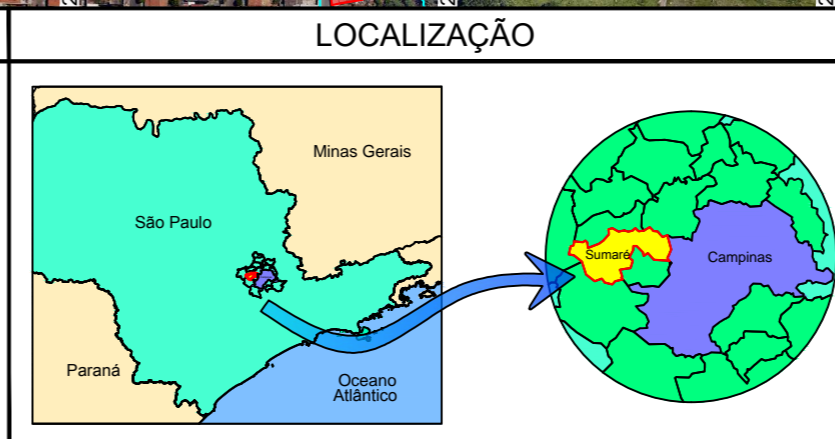 LOCALIZAÇÃO
Minas Gerais
São Paulo
Paraná
Oceano
Atlântico
Sumaré
Campinas